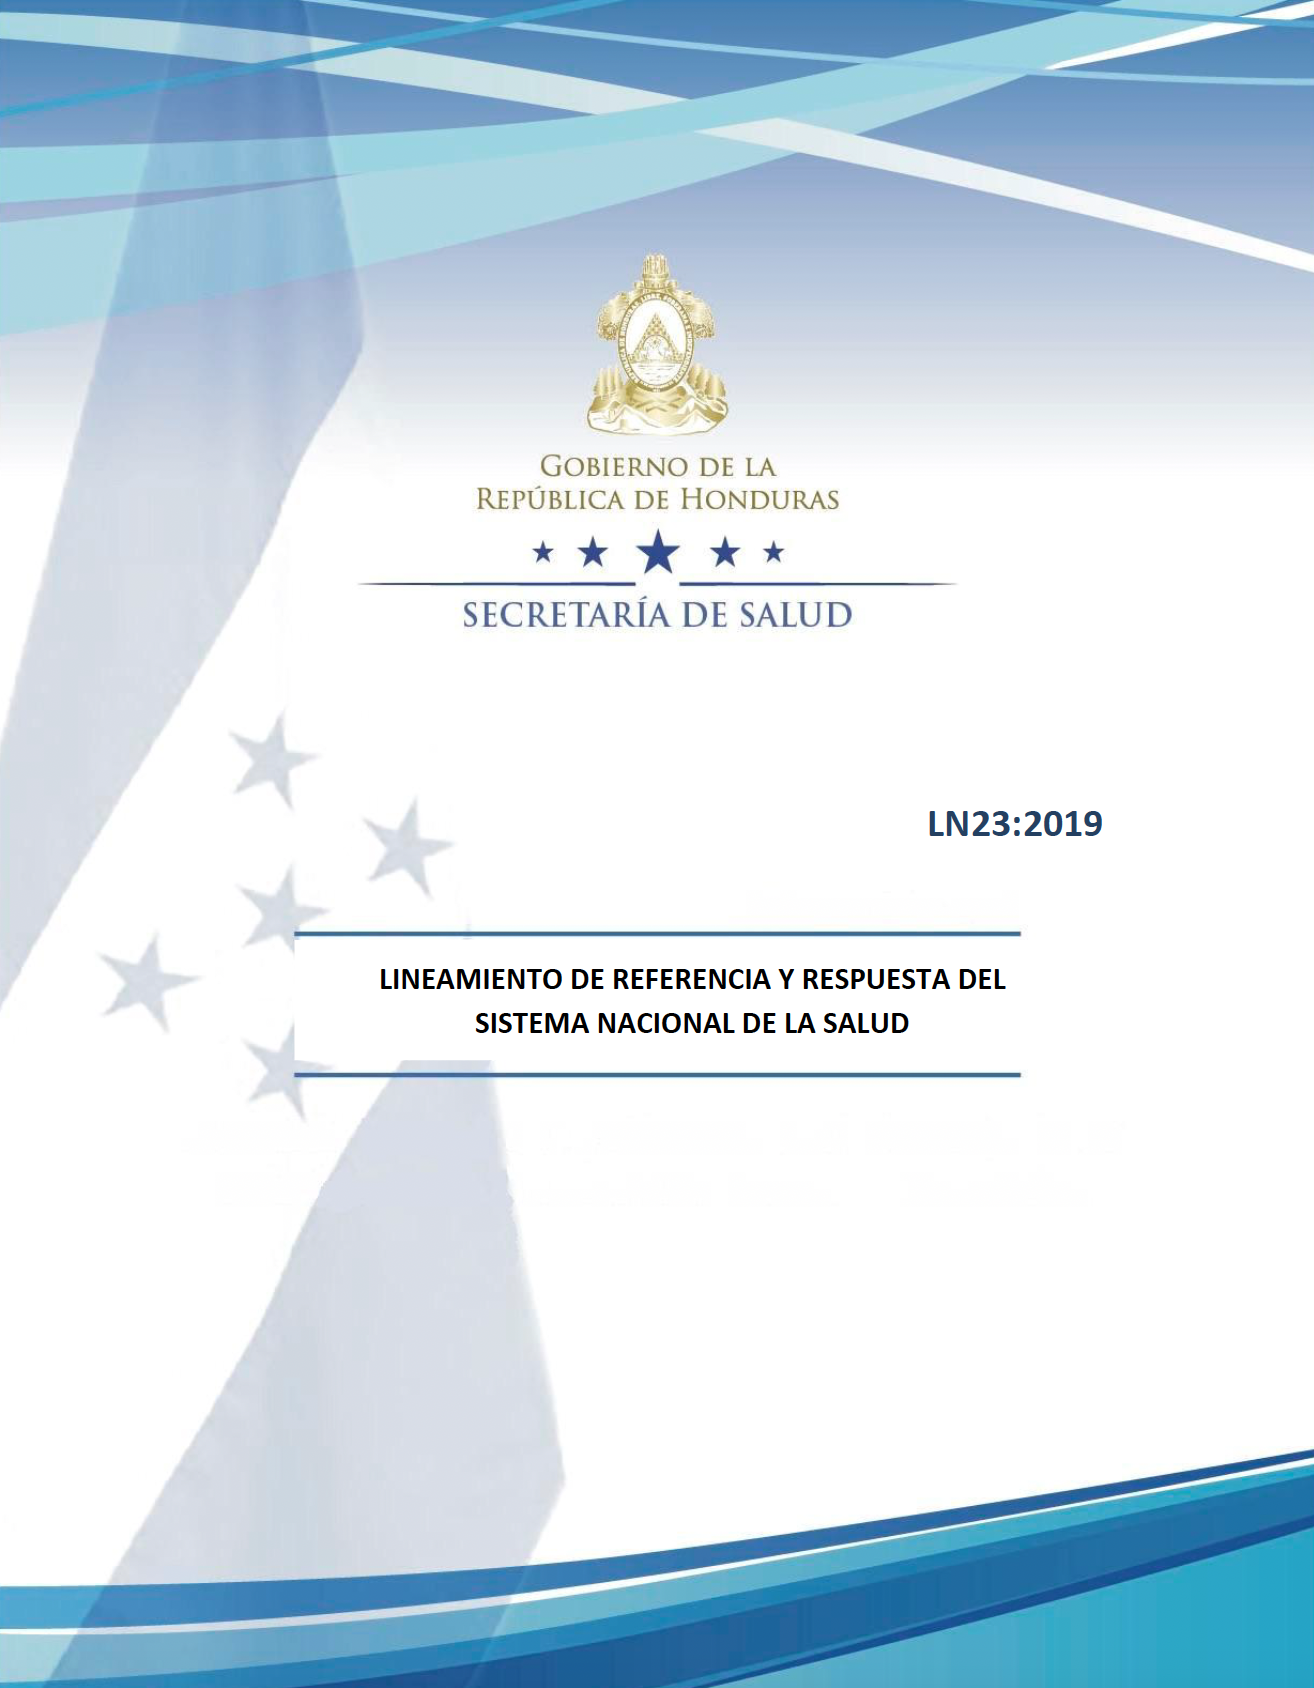 GOBIERNO DE LA
REPÚBLICA DE HONDURAS
SECRETARÍA DE SALUD
LN23:2019
LINEAMIENTO DE REFERENCIA Y RESPUESTA DEL
SISTEMA NACIONAL DE LA SALUD